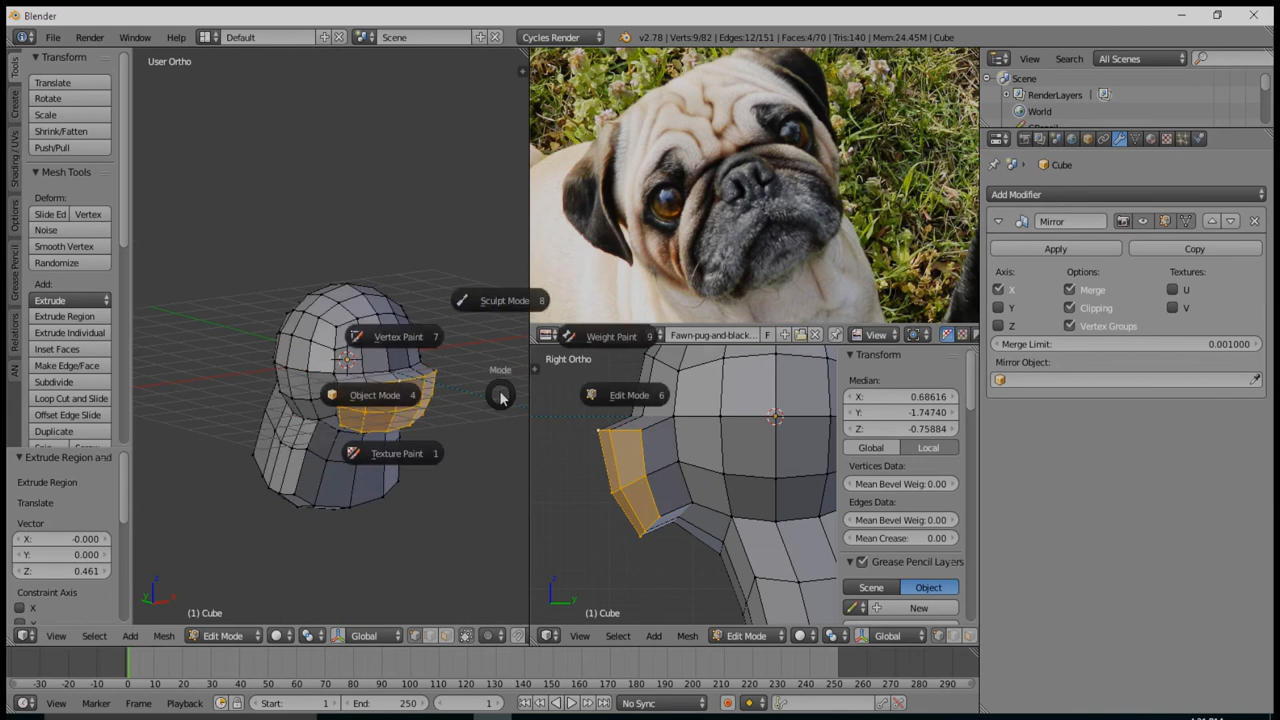 Blender
File Render Window Help Default Scene Cycles Render v2.78 | Verts:9/82 | Edges:12/151 | Faces:4/70 | Tris:140 | Mem:24.45M | Cube
Tools
Create
Shading / UVs
Options
Grease Pencil
Relations
AN
Transform
Translate
Rotate
Scale
Shrink/Fatten
Push/Pull
Mesh Tools
Deform:
Slide Ed Vertex
Noise
Smooth Vertex
Randomize
Add:
Extrude
Extrude Region
Extrude Individual
Inset Faces
Make Edge/Face
Subdivide
Loop Cut and Slide
Offset Edge Slide
Duplicate
Extrude Region and
Extrude Region
Translate
Vector
X: -0.000
Y: 0.000
Z: 0.461
Constraint Axis
X
User Ortho
Sculpt Mode 8
Vertex Paint 7
Weight Paint 9
Mode
Object Mode 4
Edit Mode 6
Texture Paint 1
z
x
y
(1) Cube
View Select Add Mesh Edit Mode Global
Fawn-pug-and-black... F View
Right Ortho
z
y
(1) Cube
View Select Add Mesh Edit Mode Global
Transform
Median:
X: 0.68616
Y: -1.74740
Z: -0.75884
Global Local
Vertices Data:
Mean Bevel Weig: 0.00
Edges Data:
Mean Bevel Weig: 0.00
Mean Crease: 0.00
Grease Pencil Layers
Scene Object
New
View Search All Scenes
Scene
RenderLayers |
World
Cube
Add Modifier
Mirror
Apply Copy
Axis: Options: Textures:
X Merge U
Y Clipping V
Z Vertex Groups
Merge Limit: 0.001000
Mirror Object:
-30 -20 -10 0 10 20 30 40 50 60 70 80 90 100 110 120 130 140 150 160 170 180 190 200 210 220 230 240 250 260 270 280 290
View Marker Frame Playback Start: 1 End: 250 1 No Sync